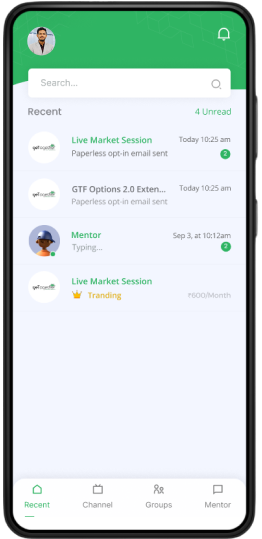 Search...
Recent
4 Unread
Live Market Session
Today 10:25 am
Paperless opt-in email sent
2
GTF Options 2.0 Exten...
Today 10:25 am
Paperless opt-in email sent
Mentor
Sep 3, at 10:12am
Typing...
2
Live Market Session
Tranding
₹600/Month
Recent
Channel
Groups
Mentor